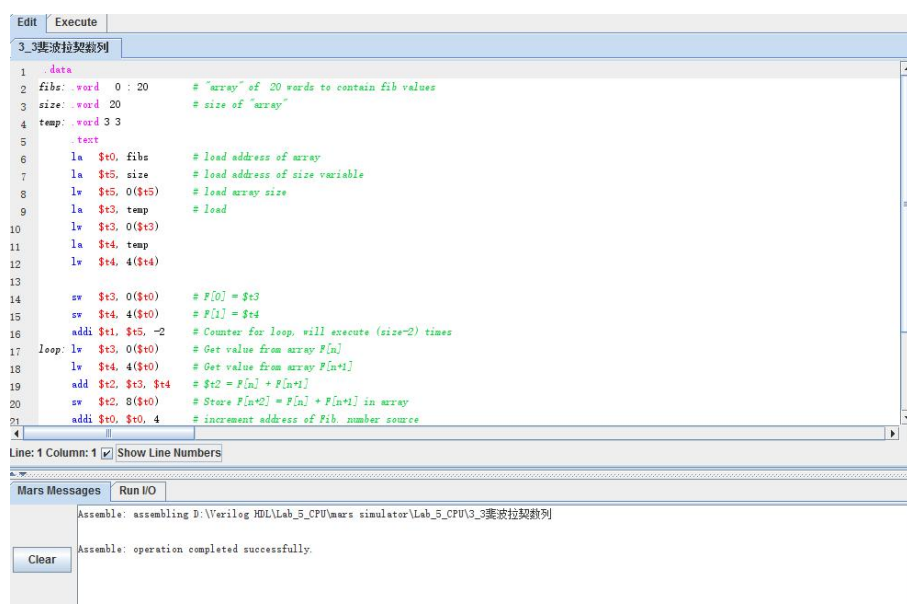 Edit Execute
3_3斐波拉契数列
1 .data
2 fibs: .word 0 : 20 # "array" of 20 words to contain fib values
3 size: .word 20 # size of "array"
4 temp: .word 3 3
5 .text
6 la $t0, fibs # load address of array
7 la $t5, size # load address of size variable
8 lw $t5, 0($t5) # load array size
9 la $t3, temp # load
10 lw $t3, 0($t3)
11 la $t4, temp
12 lw $t4, 4($t4)
13
14 sw $t3, 0($t0) # F[0] = $t3
15 sw $t4, 4($t0) # F[1] = $t4
16 addi $t1, $t5, -2 # Counter for loop, will execute (size-2) times
17 loop: lw $t3, 0($t0) # Get value from array F[n]
18 lw $t4, 4($t0) # Get value from array F[n+1]
19 add $t2, $t3, $t4 # $t2 = F[n] + F[n+1]
20 sw $t2, 8($t0) # Store F[n+2] = F[n] + F[n+1] in array
21 addi $t0, $t0, 4 # increment address of Fib. number source
Line: 1 Column: 1 Show Line Numbers
Mars Messages Run I/O
Assemble: assembling D:\Verilog HDL\Lab_5_CPU\mars simulator\Lab_5_CPU\3_3斐波拉契数列
Assemble: operation completed successfully.
Clear